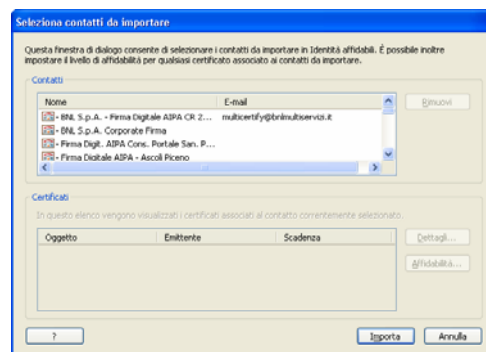 Seleziona contatti da importare
Questa finestra di dialogo consente di selezionare i contatti da importare in Identità affidabili. È possibile inoltre
impostare il livello di affidabilità per qualsiasi certificato associato ai contatti da importare.
Contatti
Nome E-mail
- BNL S.p.A. - Firma Digitale AIPA CR 2... multicertify@bnlmultiservizi.it
- BNL S.p.A. Corporate Firma
- Firma Digit. AIPA Cons. Portale San. P...
- Firma Digitale AIPA - Ascoli Piceno
Rimuovi
Certificati
In questo elenco vengono visualizzati i certificati associati al contatto correntemente selezionato.
Oggetto Emittente Scadenza
Dettagli...
Affidabilità...
? Importa Annulla